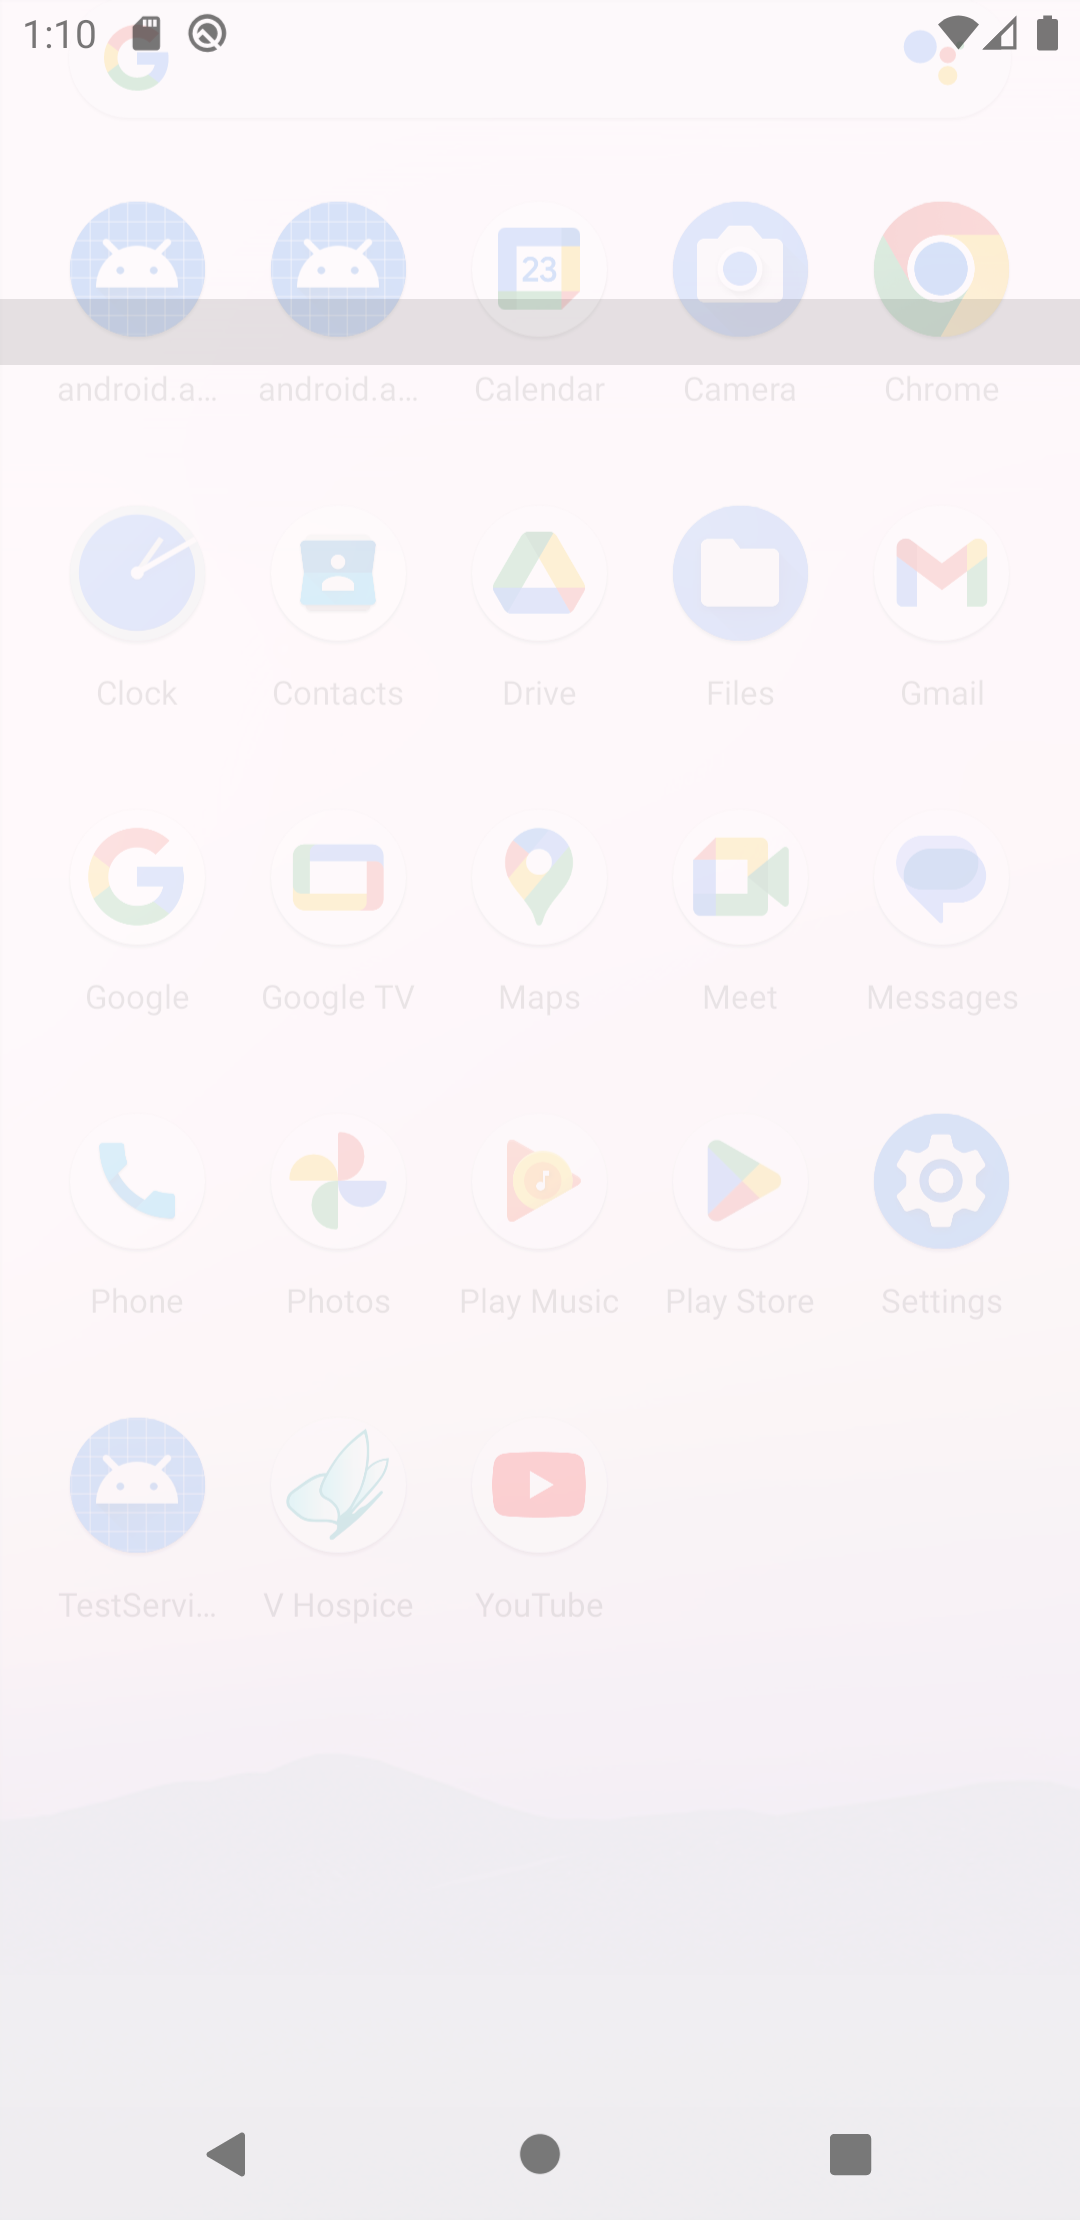 1:10
23
android.a... android.a... Calendar Camera Chrome
Clock Contacts Drive Files Gmail
Google Google TV Maps Meet Messages
Phone Photos Play Music Play Store Settings
TestServi... V Hospice YouTube